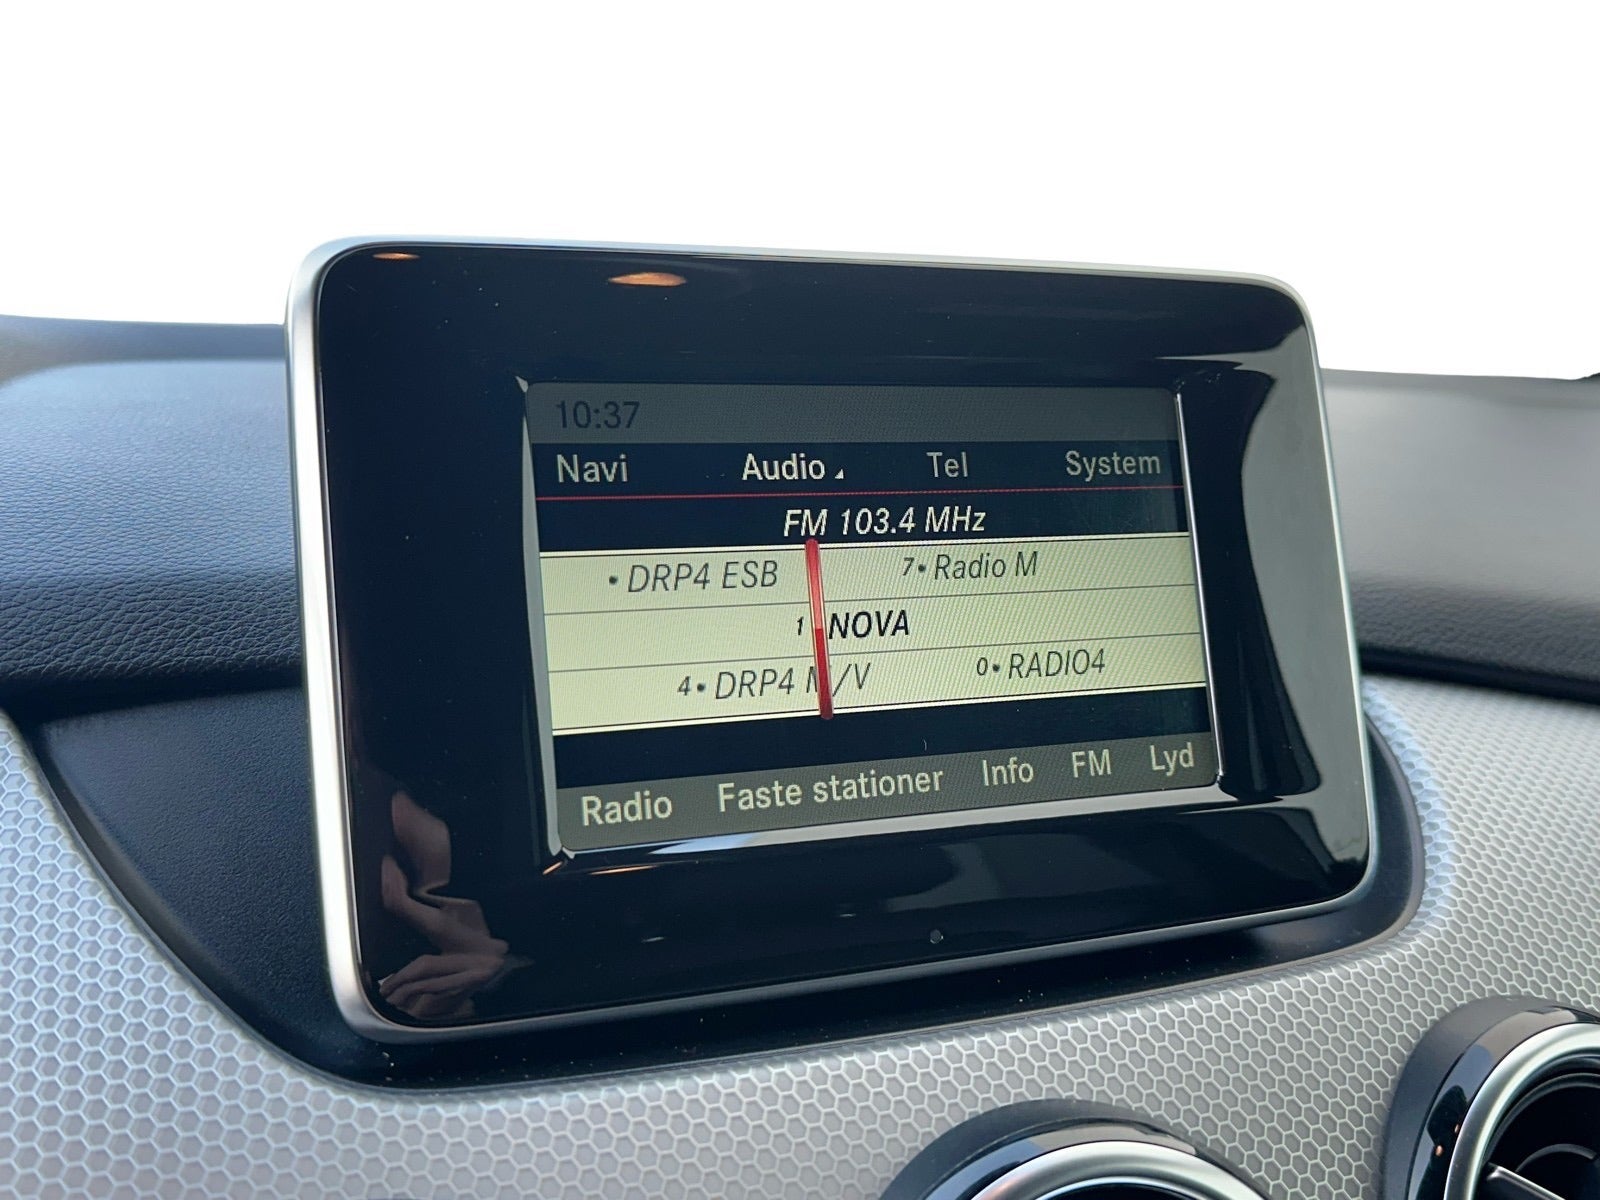 10:37
Navi Audio Tel System
FM 103.4 MHz
• DRP4 ESB 7• Radio M
1 NOVA
4• DRP4 /V 0• RADIO4
Radio Faste stationer Info FM Lyd